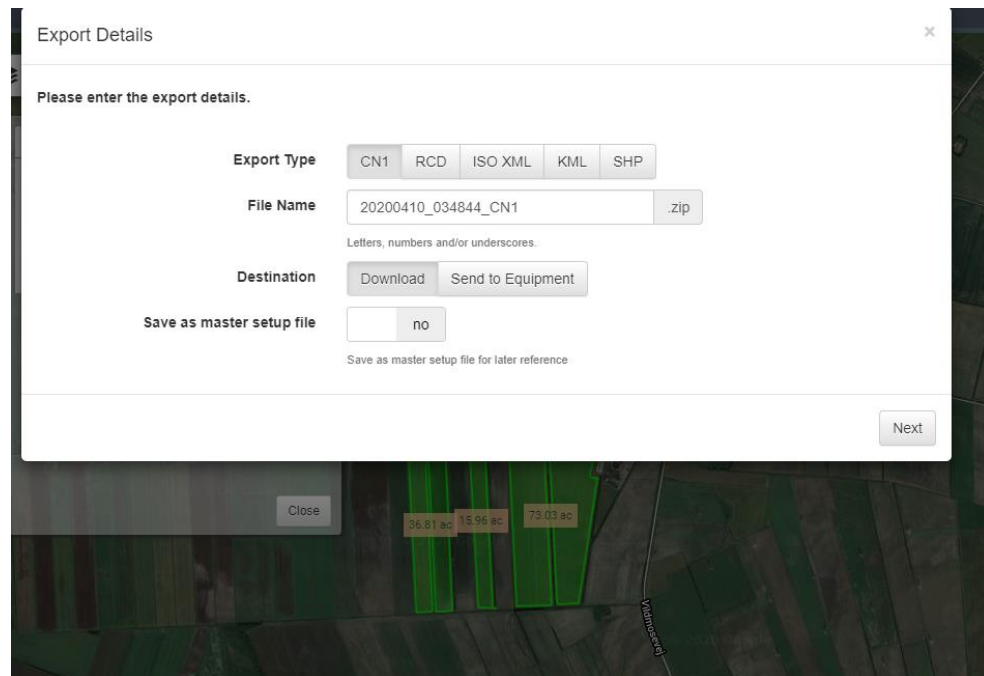 Export Details ×
Please enter the export details.
Export Type CN1 RCD ISO XML KML SHP
File Name 20200410_034844_CN1 .zip
Letters, numbers and/or underscores.
Destination Download Send to Equipment
Save as master setup file no
Save as master setup file for later reference
Next
Close
36.81 ac 15.96 ac 73.03 ac
Vildmosevej